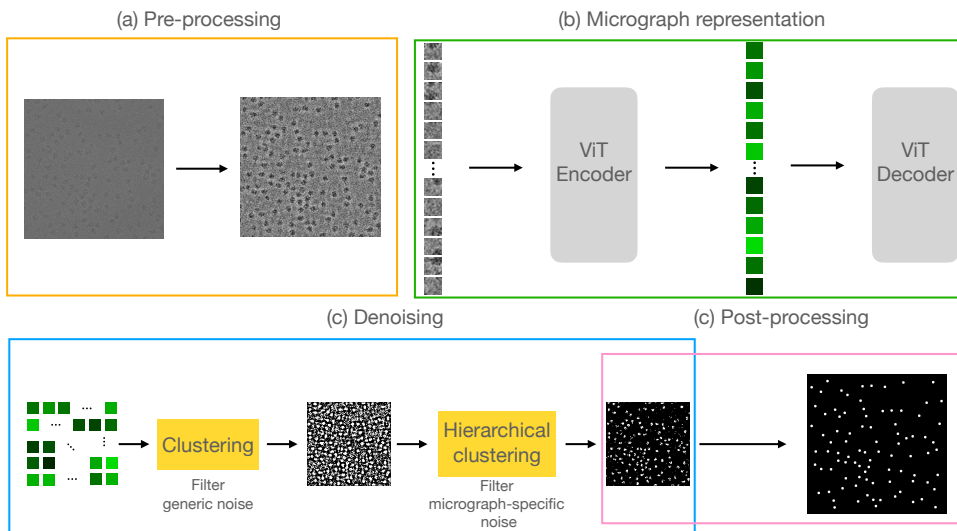 (a) Pre-processing
(b) Micrograph representation
ViT
Encoder
ViT
Decoder
(c) Denoising
(c) Post-processing
Clustering
Filter
generic noise
Hierarchical
clustering
Filter
micrograph-specific
noise